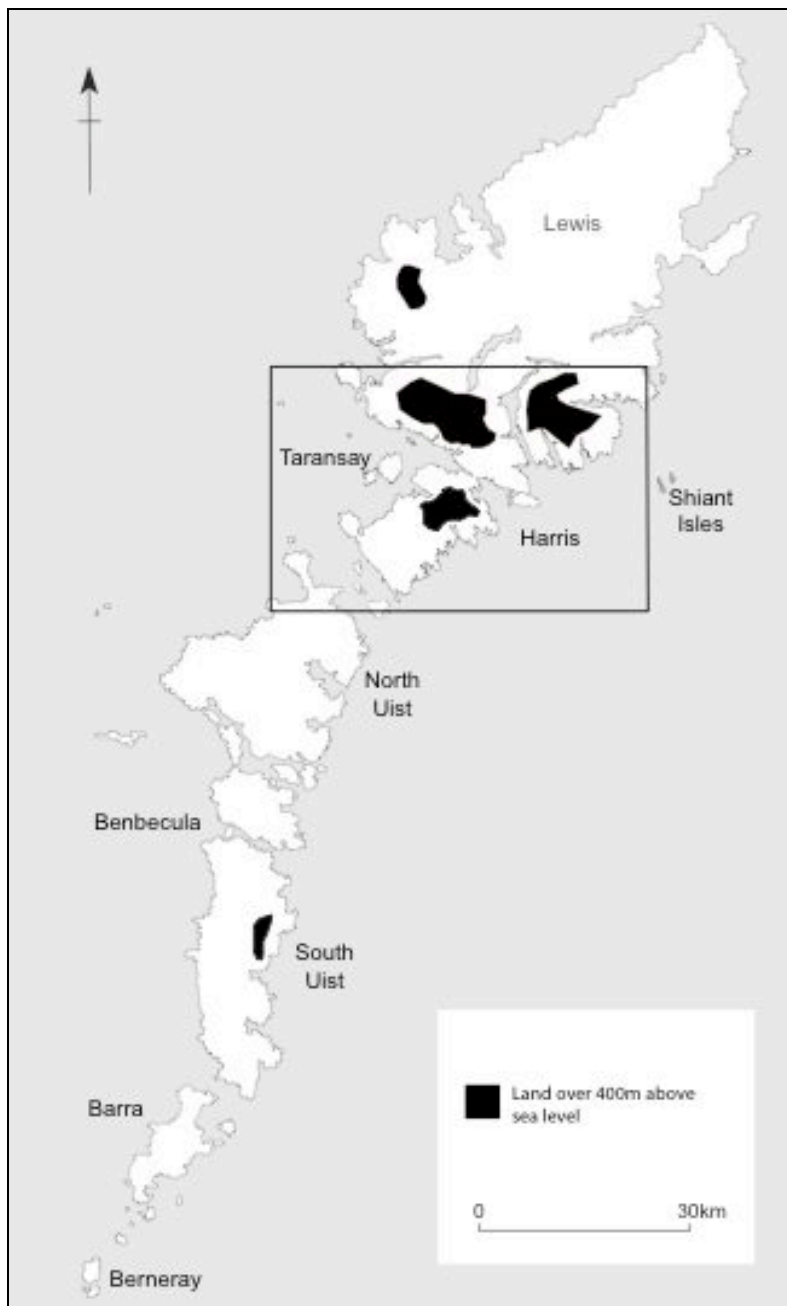 Lewis
Taransay
Shiant
Isles
Harris
North
Uist
Benbecula
South
Uist
Barra
Land over 400m above
sea level
0 30km
Berneray